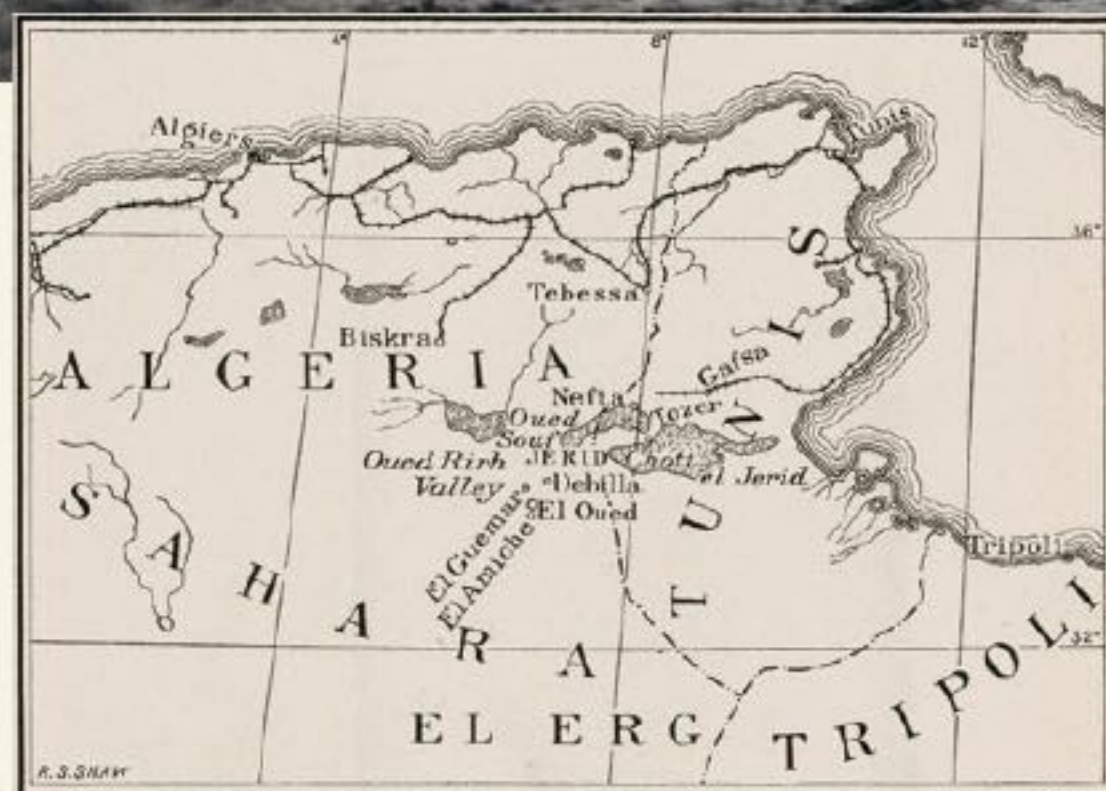 4°
8°
12°
Algiers
Tunis
36°
Tebessa
Biskra
ALGERIA
Gafsa
Nefta
Tozer
Oued
Souf
JERID
Chott
el Jerid
Oued Rirh
Valley
Debilla
El Oued
El Guemar
El Amiche
TUNIS
Tripoli
SAHARA
32°
EL ERG
TRIPOLI
R.S.SHAW